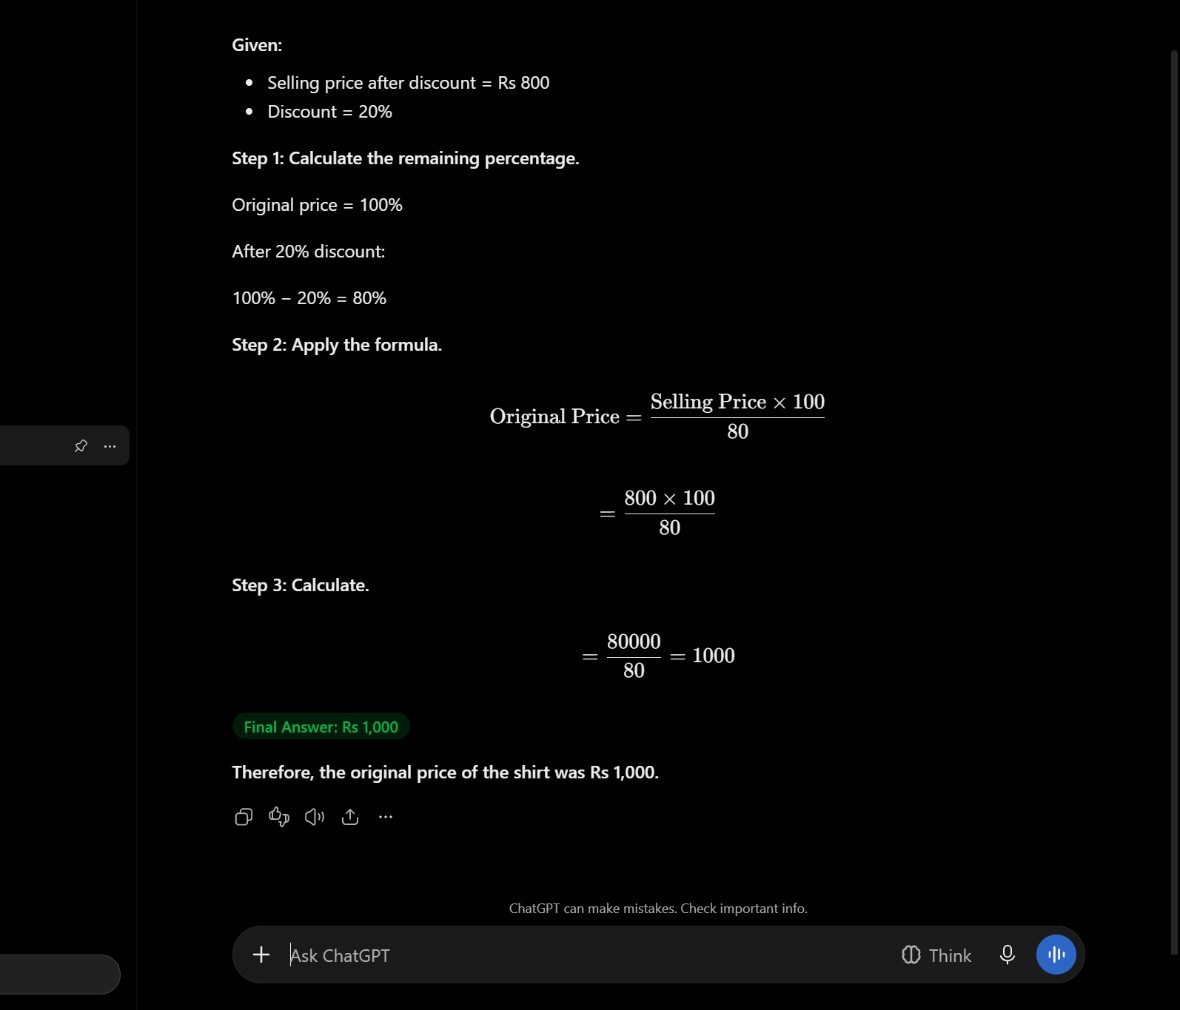 Given:
• Selling price after discount = Rs 800
• Discount = 20%
Step 1: Calculate the remaining percentage.
Original price = 100%
After 20% discount:
100% − 20% = 80%
Step 2: Apply the formula.
Original Price = Selling Price × 100 / 80
= 800 × 100 / 80
Step 3: Calculate.
= 80000 / 80 = 1000
Final Answer: Rs 1,000
Therefore, the original price of the shirt was Rs 1,000.
ChatGPT can make mistakes. Check important info.
Ask ChatGPT
Think